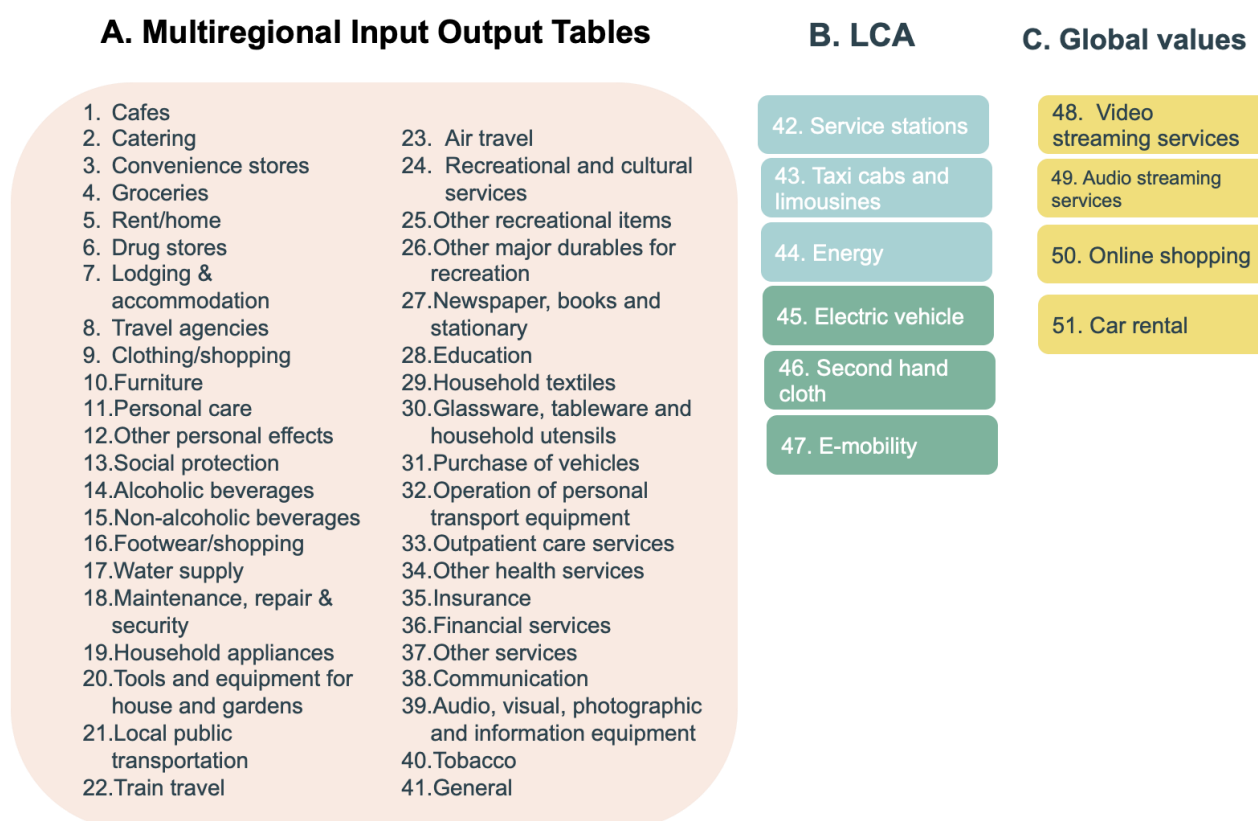 A. Multiregional Input Output Tables
1. Cafes
2. Catering
3. Convenience stores
4. Groceries
5. Rent/home
6. Drug stores
7. Lodging &
accommodation
8. Travel agencies
9. Clothing/shopping
10.Furniture
11.Personal care
12.Other personal effects
13.Social protection
14.Alcoholic beverages
15.Non-alcoholic beverages
16.Footwear/shopping
17.Water supply
18.Maintenance, repair &
security
19.Household appliances
20.Tools and equipment for
house and gardens
21.Local public
transportation
22.Train travel
23. Air travel
24. Recreational and cultural
services
25.Other recreational items
26.Other major durables for
recreation
27.Newspaper, books and
stationary
28.Education
29.Household textiles
30.Glassware, tableware and
household utensils
31.Purchase of vehicles
32.Operation of personal
transport equipment
33.Outpatient care services
34.Other health services
35.Insurance
36.Financial services
37.Other services
38.Communication
39.Audio, visual, photographic
and information equipment
40.Tobacco
41.General
B. LCA
42. Service stations
43. Taxi cabs and
limousines
44. Energy
45. Electric vehicle
46. Second hand
cloth
47. E-mobility
C. Global values
48. Video
streaming services
49. Audio streaming
services
50. Online shopping
51. Car rental